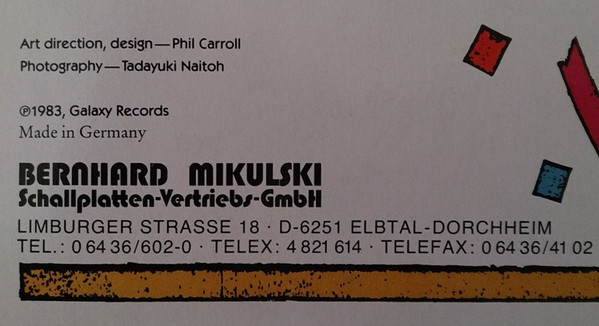 Art direction, design—Phil Carroll
Photography—Tadayuki Naitoh
℗1983, Galaxy Records
Made in Germany
BERNHARD MIKULSKI
Schallplatten-Vertriebs-GmbH
LIMBURGER STRASSE 18 · D-6251 ELBTAL-DORCHHEIM
TEL.: 0 64 36/602-0 · TELEX: 4 821 614 · TELEFAX: 0 64 36/41 02